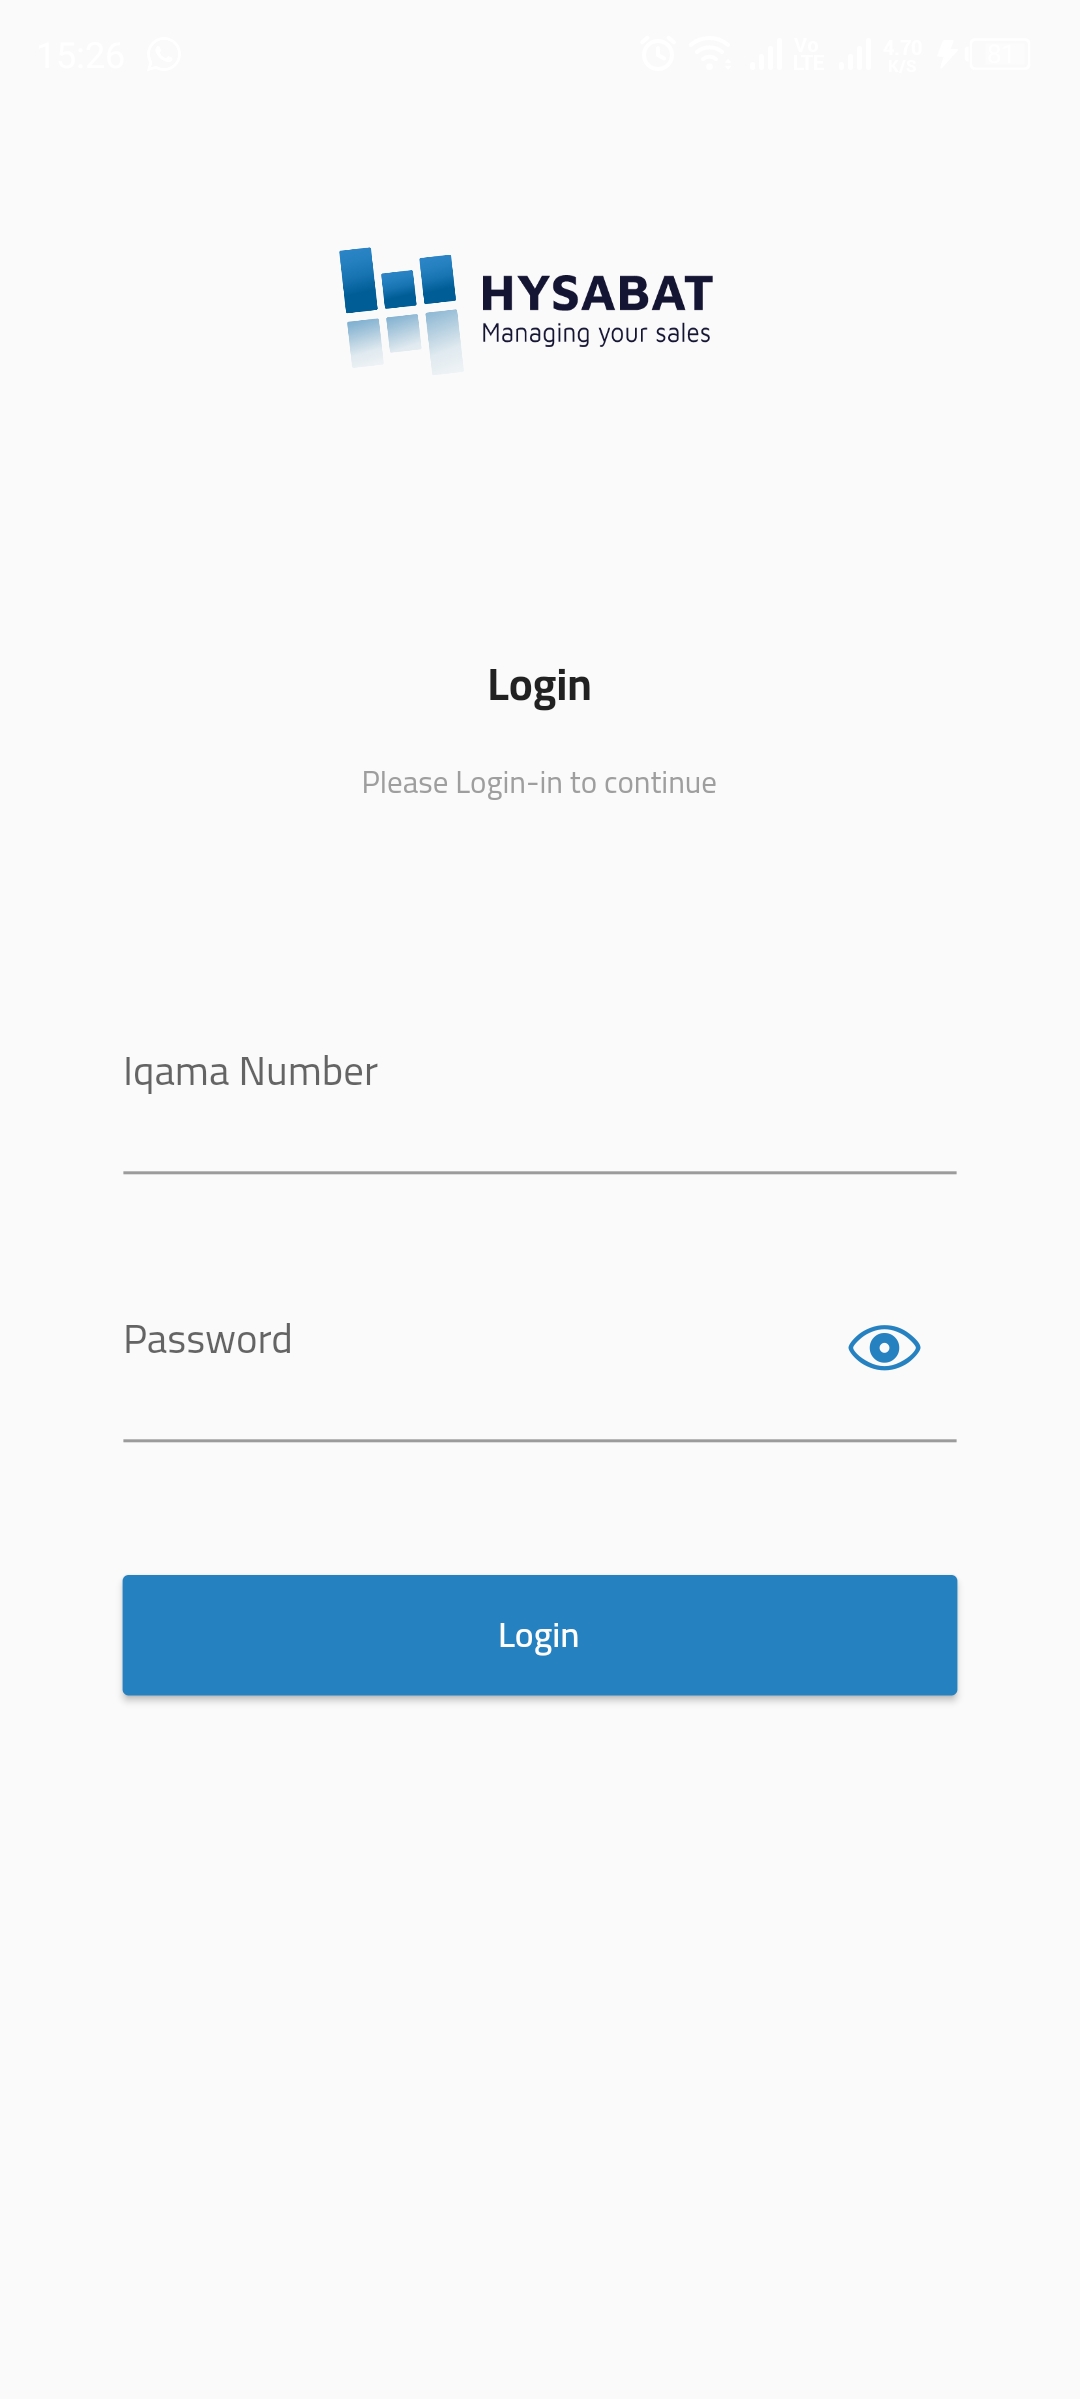 15:26
Vo
LTE
4.70
K/S
HYSABAT
Managing your sales
Login
Please Login-in to continue
Iqama Number
Password
Login